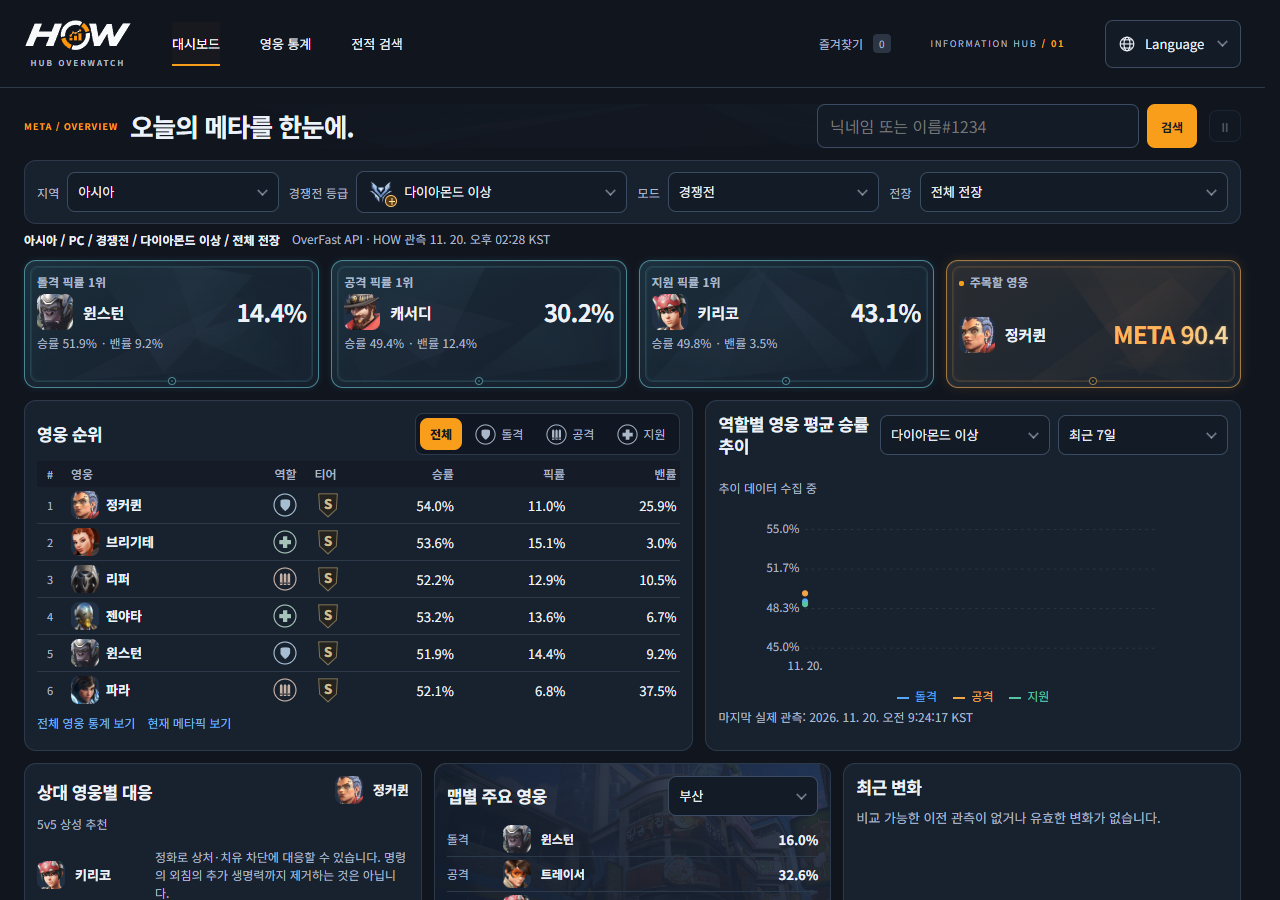 HOW
HUB OVERWATCH
대시보드
영웅 통계
전적 검색
즐겨찾기 0
INFORMATION HUB / 01
Language
META / OVERVIEW
오늘의 메타를 한눈에.
닉네임 또는 이름#1234
검색
지역 아시아
경쟁전 등급 다이아몬드 이상
모드 경쟁전
전장 전체 전장
아시아 / PC / 경쟁전 / 다이아몬드 이상 / 전체 전장 OverFast API · HOW 관측 11. 20. 오후 02:28 KST
돌격 픽률 1위
윈스턴 14.4%
승률 51.9% · 밴률 9.2%
공격 픽률 1위
캐서디 30.2%
승률 49.4% · 밴률 12.4%
지원 픽률 1위
키리코 43.1%
승률 49.8% · 밴률 3.5%
주목할 영웅
정커퀸 META 90.4
영웅 순위
전체 돌격 공격 지원
# 영웅 역할 티어 승률 픽률 밴률
1 정커퀸 S 54.0% 11.0% 25.9%
2 브리기테 S 53.6% 15.1% 3.0%
3 리퍼 S 52.2% 12.9% 10.5%
4 젠야타 S 53.2% 13.6% 6.7%
5 윈스턴 S 51.9% 14.4% 9.2%
6 파라 S 52.1% 6.8% 37.5%
전체 영웅 통계 보기 현재 메타픽 보기
역할별 영웅 평균 승률
추이
다이아몬드 이상
최근 7일
추이 데이터 수집 중
55.0%
51.7%
48.3%
45.0%
11. 20.
돌격 공격 지원
마지막 실제 관측: 2026. 11. 20. 오전 9:24:17 KST
상대 영웅별 대응
정커퀸
5v5 상성 추천
키리코
정화로 상처·치유 차단에 대응할 수 있습니다. 명령
의 외침의 추가 생명력까지 제거하는 것은 아닙니
다.
맵별 주요 영웅
부산
돌격 윈스턴 16.0%
공격 트레이서 32.6%
최근 변화
비교 가능한 이전 관측이 없거나 유효한 변화가 없습니다.